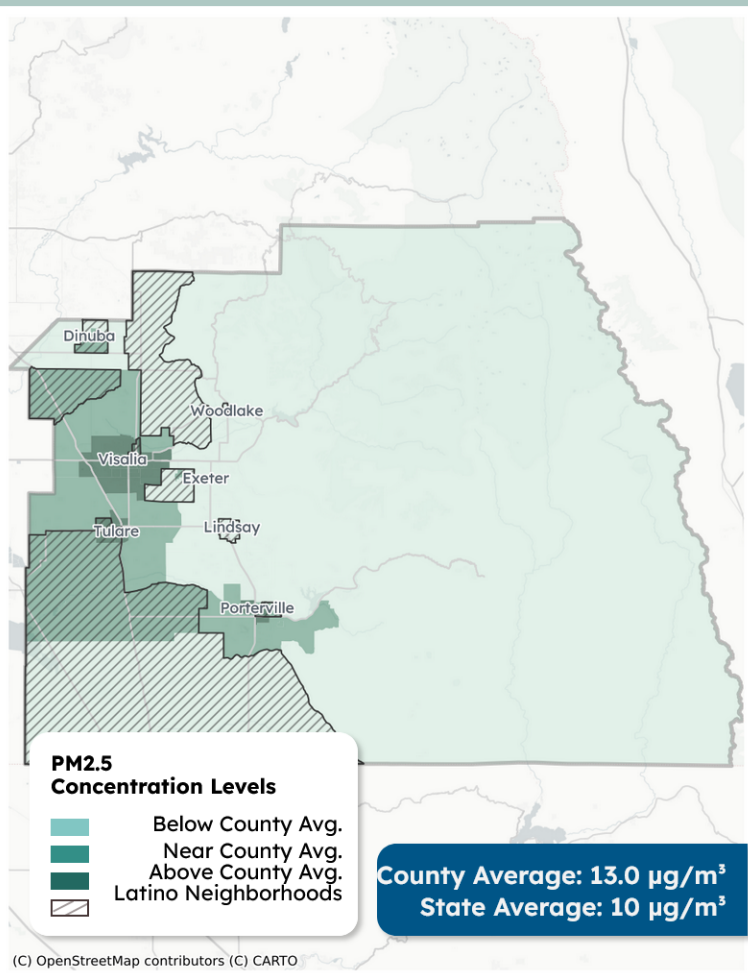 Dinuba
Woodlake
Visalia
Exeter
Tulare
Lindsay
Porterville
PM2.5
Concentration Levels
Below County Avg.
Near County Avg.
Above County Avg.
Latino Neighborhoods
County Average: 13.0 µg/m³
State Average: 10 µg/m³
(C) OpenStreetMap contributors (C) CARTO